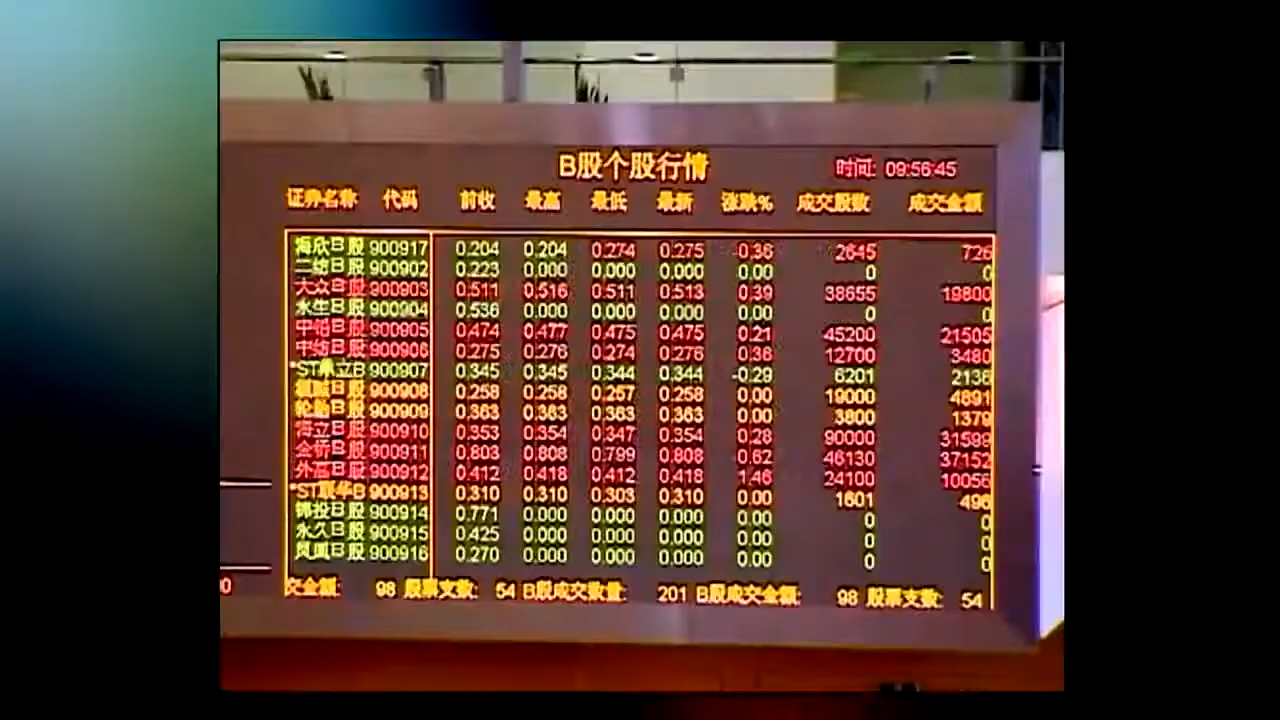 B股个股行情 时间: 09:56:45
证券名称 代码 前收 最高 最低 最新 涨跌% 成交股数 成交金额
海欣B股 900917 0.204 0.204 0.274 0.275 -0.36 2645 726
二纺B股 900902 0.223 0.000 0.000 0.000 0.00 0 0
大众B股 900903 0.511 0.516 0.511 0.513 0.39 38655 19800
水生B股 900904 0.536 0.000 0.000 0.000 0.00 0 0
中铅B股 900905 0.474 0.477 0.475 0.475 0.21 45200 21505
中纺B股 900906 0.275 0.276 0.274 0.276 0.36 12700 3480
*ST鼎立B 900907 0.345 0.345 0.344 0.344 -0.29 6201 2136
B股 900908 0.258 0.258 0.257 0.258 0.00 19000 4891
轮胎B股 900909 0.363 0.363 0.363 0.363 0.00 3800 1379
海立B股 900910 0.353 0.354 0.347 0.354 0.28 90000 31599
金桥B股 900911 0.803 0.808 0.799 0.808 0.62 46130 37152
外高B股 900912 0.412 0.418 0.412 0.418 1.46 24100 10056
*ST联华B 900913 0.310 0.310 0.303 0.310 0.00 1601 496
锦投B股 900914 0.771 0.000 0.000 0.000 0.00 0 0
永久B股 900915 0.425 0.000 0.000 0.000 0.00 0 0
凤凰B股 900916 0.270 0.000 0.000 0.000 0.00 0 0
0 交金额: 98 股票支数: 54 B股成交数量: 201 B股成交金额: 98 股票支数: 54